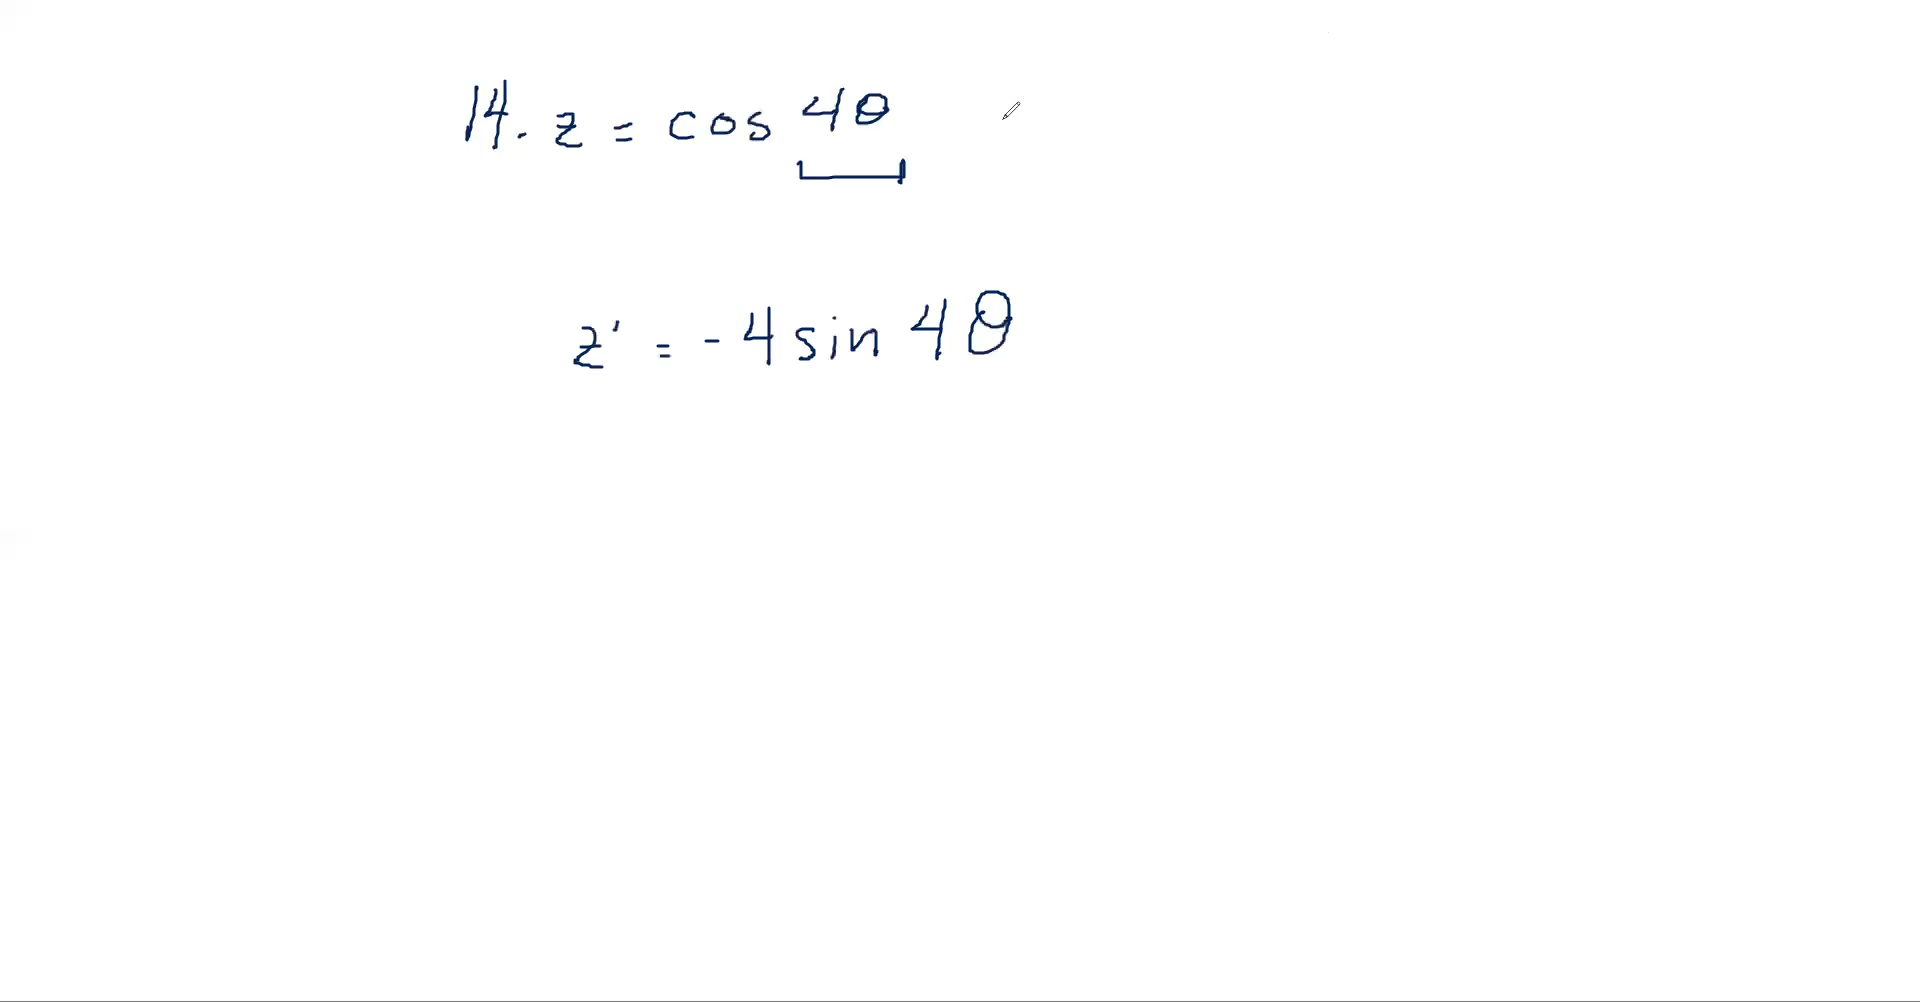 14. z = cos 4θ
z' = - 4 sin 4θ